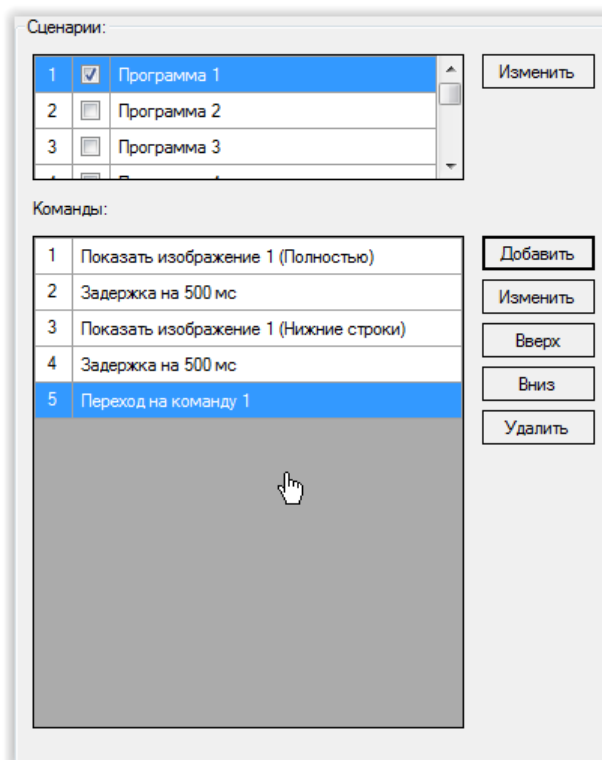 Сценарии:
1 Программа 1 Изменить
2 Программа 2
3 Программа 3
Команды:
1 Показать изображение 1 (Полностью) Добавить
2 Задержка на 500 мс Изменить
3 Показать изображение 1 (Нижние строки) Вверх
4 Задержка на 500 мс Вниз
5 Переход на команду 1 Удалить